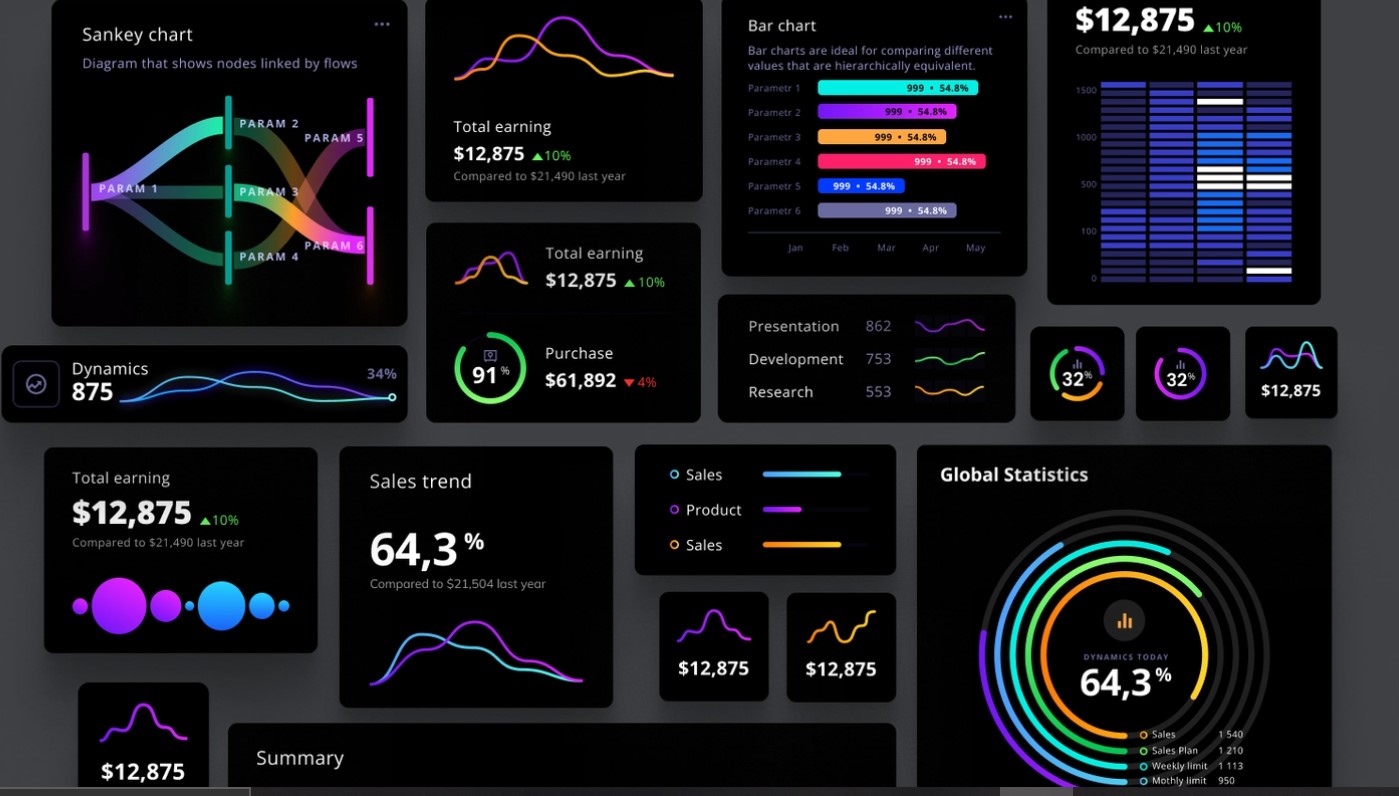 Sankey chart
Diagram that shows nodes linked by flows
PARAM 1
PARAM 2
PARAM 3
PARAM 4
PARAM 5
PARAM 6
Total earning
$12,875 10%
Compared to $21,490 last year
Bar chart
Bar charts are ideal for comparing different
values that are hierarchically equivalent.
Parametr 1 999 • 54.8%
Parametr 2 999 • 54.8%
Parametr 3 999 • 54.8%
Parametr 4 999 • 54.8%
Parametr 5 999 • 54.8%
Parametr 6 999 • 54.8%
Jan Feb Mar Apr May
$12,875 10%
Compared to $21,490 last year
1500
1000
500
100
0
Dynamics
875
34%
Total earning
$12,875 10%
91%
Purchase
$61,892 4%
Presentation 862
Development 753
Research 553
32%
32%
$12,875
Total earning
$12,875 10%
Compared to $21,490 last year
Sales trend
64,3%
Compared to $21,504 last year
Sales
Product
Sales
$12,875
$12,875
Global Statistics
DYNAMICS TODAY
64,3%
Sales 1 540
Sales Plan 1 210
Weekly limit 1 113
Mothly limit 950
$12,875
Summary